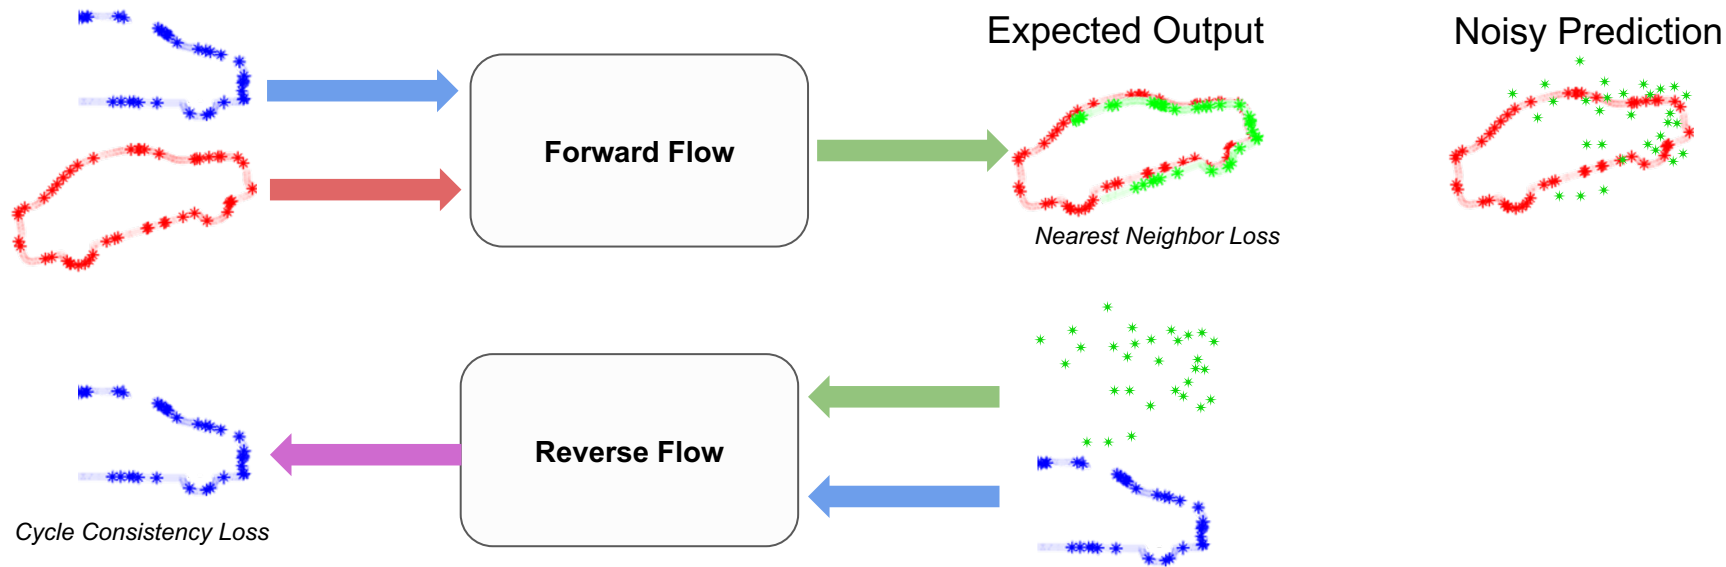 Expected Output
Noisy Prediction
Forward Flow
Nearest Neighbor Loss
Reverse Flow
Cycle Consistency Loss